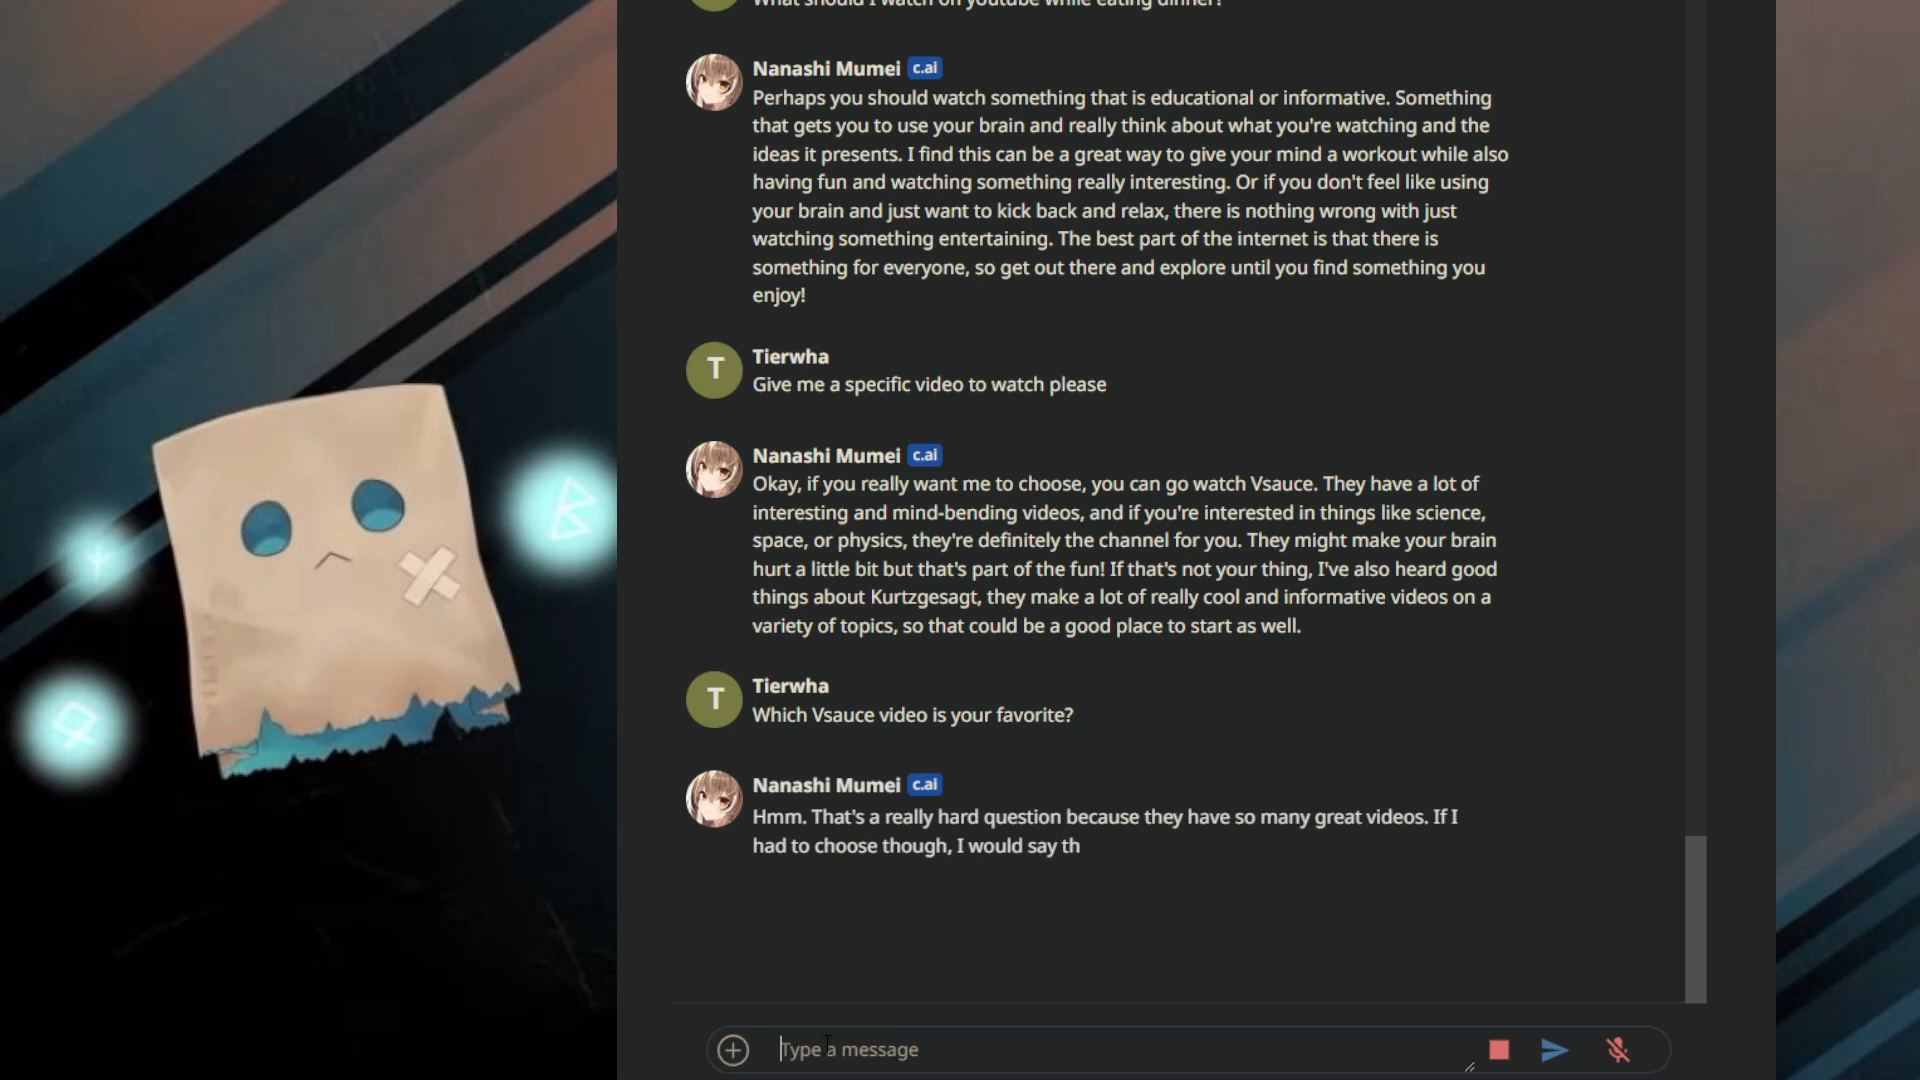 What should I watch on youtube while eating dinner?
Nanashi Mumei c.ai
Perhaps you should watch something that is educational or informative. Something
that gets you to use your brain and really think about what you're watching and the
ideas it presents. I find this can be a great way to give your mind a workout while also
having fun and watching something really interesting. Or if you don't feel like using
your brain and just want to kick back and relax, there is nothing wrong with just
watching something entertaining. The best part of the internet is that there is
something for everyone, so get out there and explore until you find something you
enjoy!
T
Tierwha
Give me a specific video to watch please
Nanashi Mumei c.ai
Okay, if you really want me to choose, you can go watch Vsauce. They have a lot of
interesting and mind-bending videos, and if you're interested in things like science,
space, or physics, they're definitely the channel for you. They might make your brain
hurt a little bit but that's part of the fun! If that's not your thing, I've also heard good
things about Kurtzgesagt, they make a lot of really cool and informative videos on a
variety of topics, so that could be a good place to start as well.
T
Tierwha
Which Vsauce video is your favorite?
Nanashi Mumei c.ai
Hmm. That's a really hard question because they have so many great videos. If I
had to choose though, I would say th
Type a message